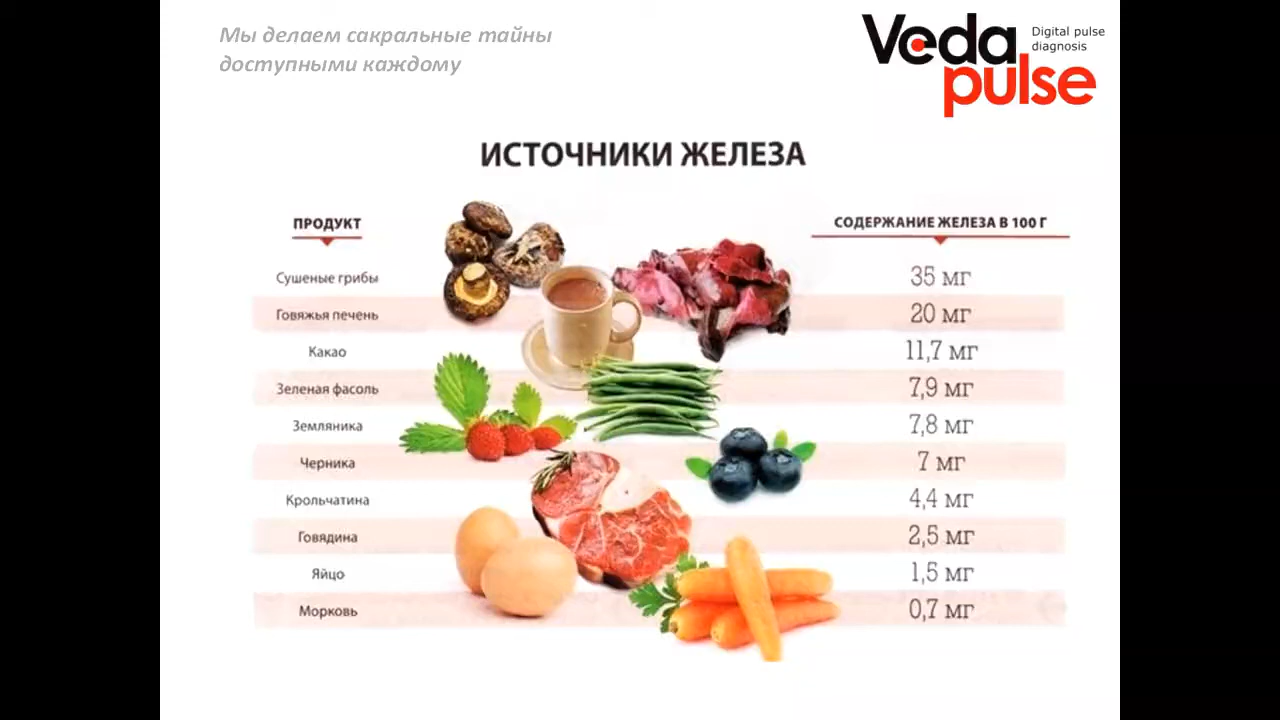 Мы делаем сакральные тайны
доступными каждому
Veda
pulse
Digital pulse
diagnosis
ИСТОЧНИКИ ЖЕЛЕЗА
ПРОДУКТ СОДЕРЖАНИЕ ЖЕЛЕЗА В 100 Г
Сушеные грибы 35 мг
Говяжья печень 20 мг
Какао 11,7 мг
Зеленая фасоль 7,9 мг
Земляника 7,8 мг
Черника 7 мг
Крольчатина 4,4 мг
Говядина 2,5 мг
Яйцо 1,5 мг
Морковь 0,7 мг